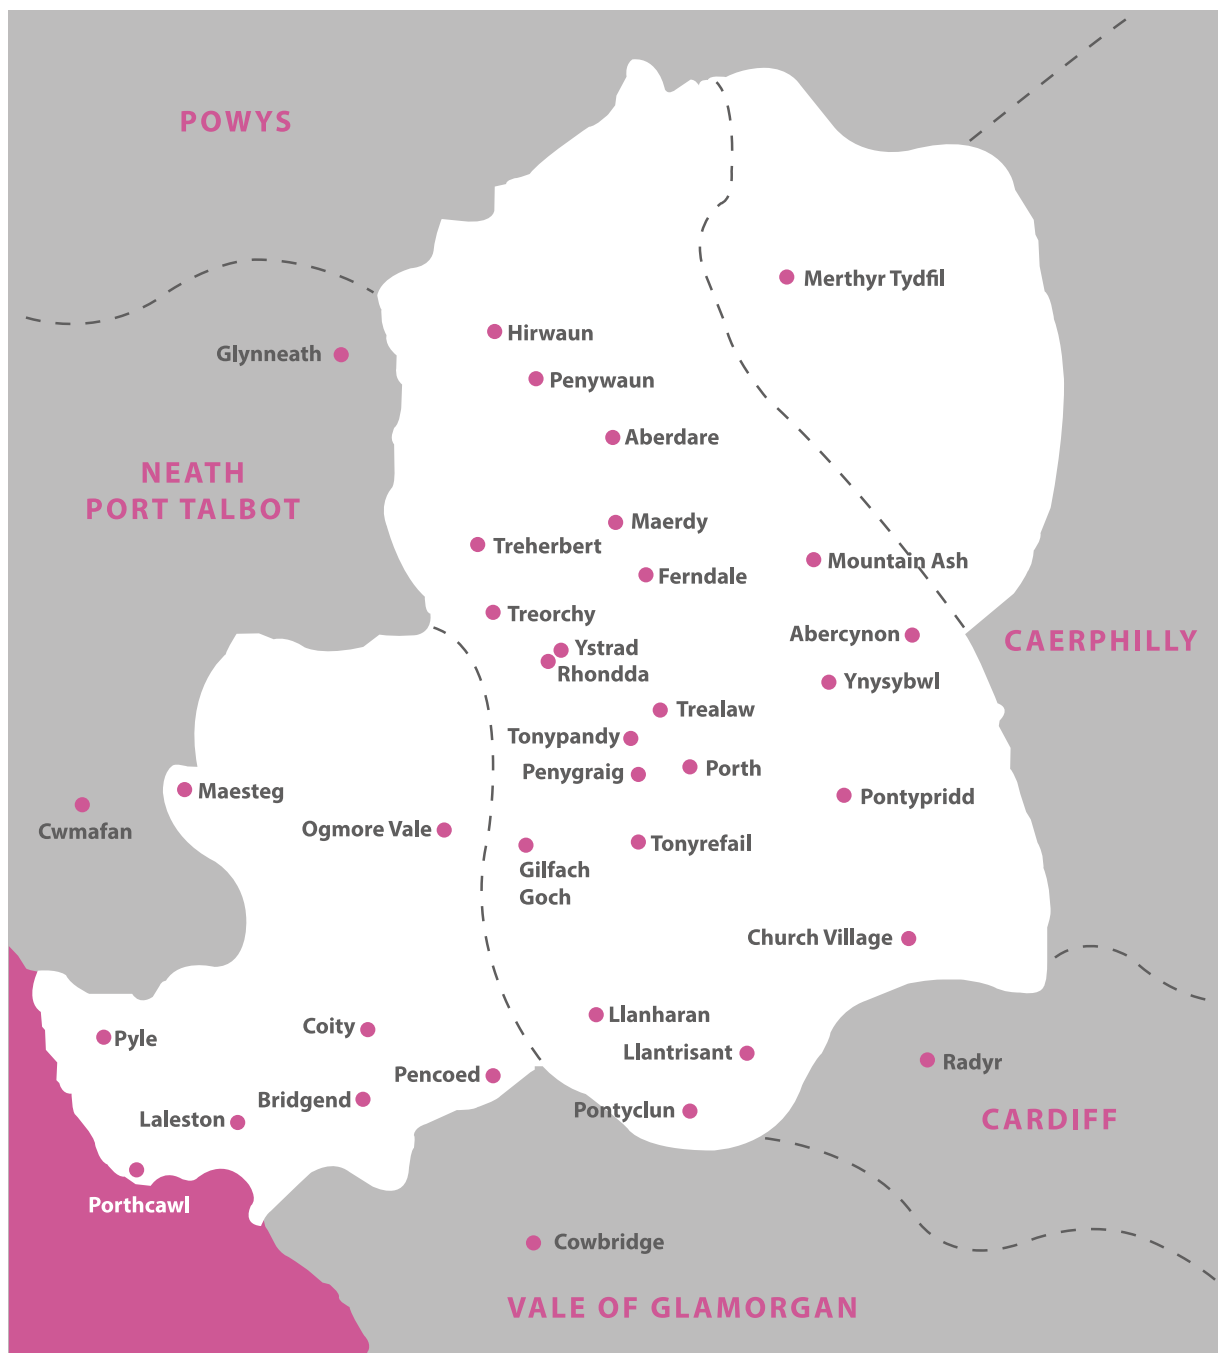 POWYS
Merthyr Tydfil
Hirwaun
Glynneath
Penywaun
Aberdare
NEATH
PORT TALBOT
Maerdy
Treherbert
Mountain Ash
Ferndale
Treorchy
Abercynon
CAERPHILLY
Ystrad
Rhondda
Ynysybwl
Trealaw
Tonypandy
Porth
Penygraig
Maesteg
Pontypridd
Cwmafan
Ogmore Vale
Tonyrefail
Gilfach
Goch
Church Village
Llanharan
Coity
Pyle
Llantrisant
Radyr
Pencoed
Bridgend
Pontyclun
Laleston
CARDIFF
Porthcawl
Cowbridge
VALE OF GLAMORGAN